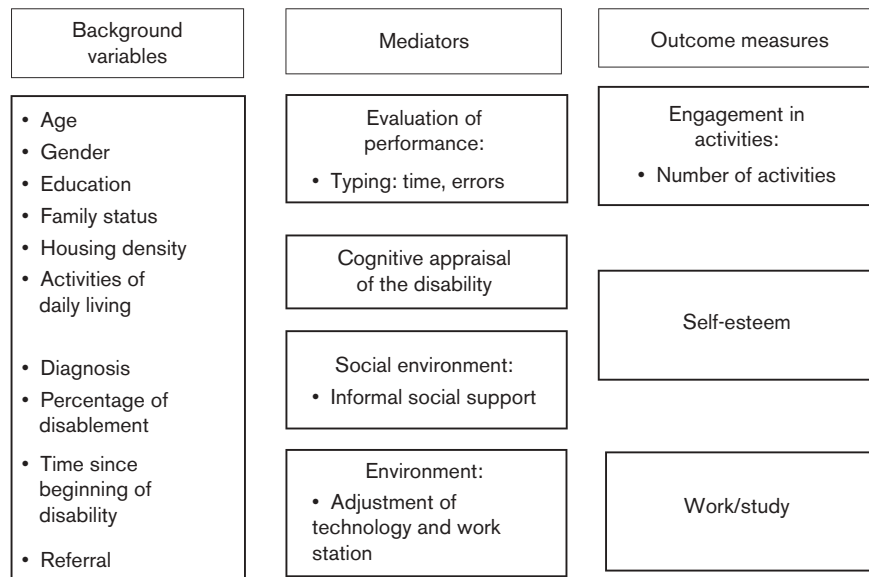 Background
variables
• Age
• Gender
• Education
• Family status
• Housing density
• Activities of
daily living
• Diagnosis
• Percentage of
disablement
• Time since
beginning of
disability
• Referral
Mediators
Evaluation of
performance:
• Typing: time, errors
Cognitive appraisal
of the disability
Social environment:
• Informal social support
Environment:
• Adjustment of
technology and work
station
Outcome measures
Engagement in
activities:
• Number of activities
Self-esteem
Work/study